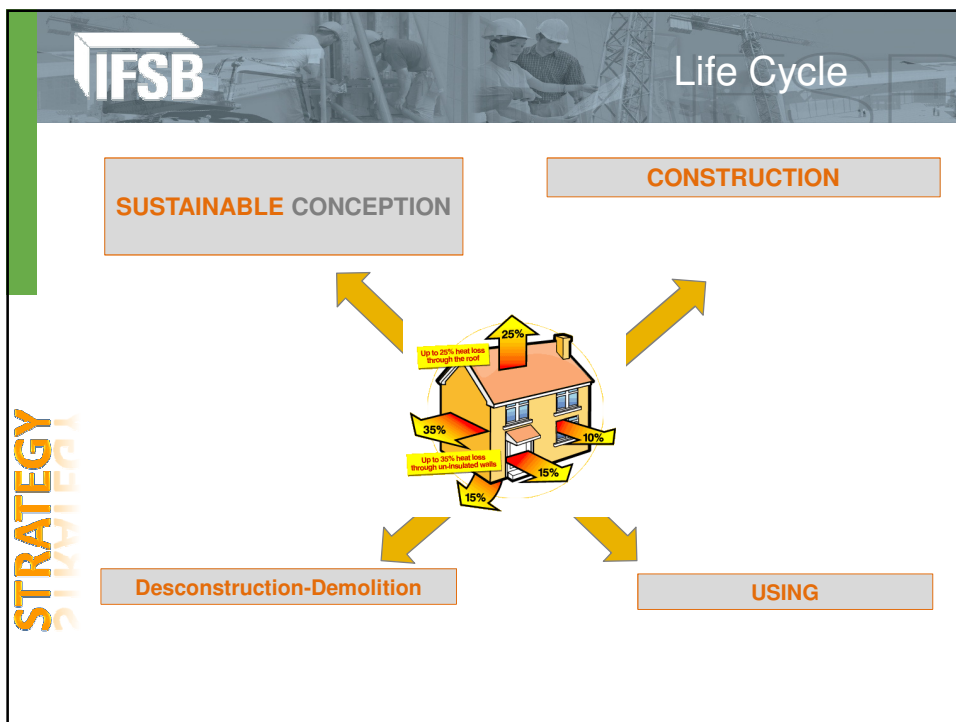 IFSB
Life Cycle
SUSTAINABLE CONCEPTION
CONSTRUCTION
25%
Up to 25% heat loss
through the roof
35%
10%
Up to 35% heat loss
through un-insulated walls
15%
15%
STRATEGY
Desconstruction-Demolition
USING